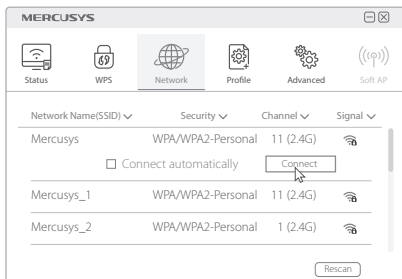 MERCUSYS
Status WPS Network Profile Advanced Soft AP
Network Name(SSID) Security Channel Signal
Mercusys WPA/WPA2-Personal 11 (2.4G)
Connect automatically Connect
Mercusys_1 WPA/WPA2-Personal 11 (2.4G)
Mercusys_2 WPA/WPA2-Personal 1 (2.4G)
Rescan